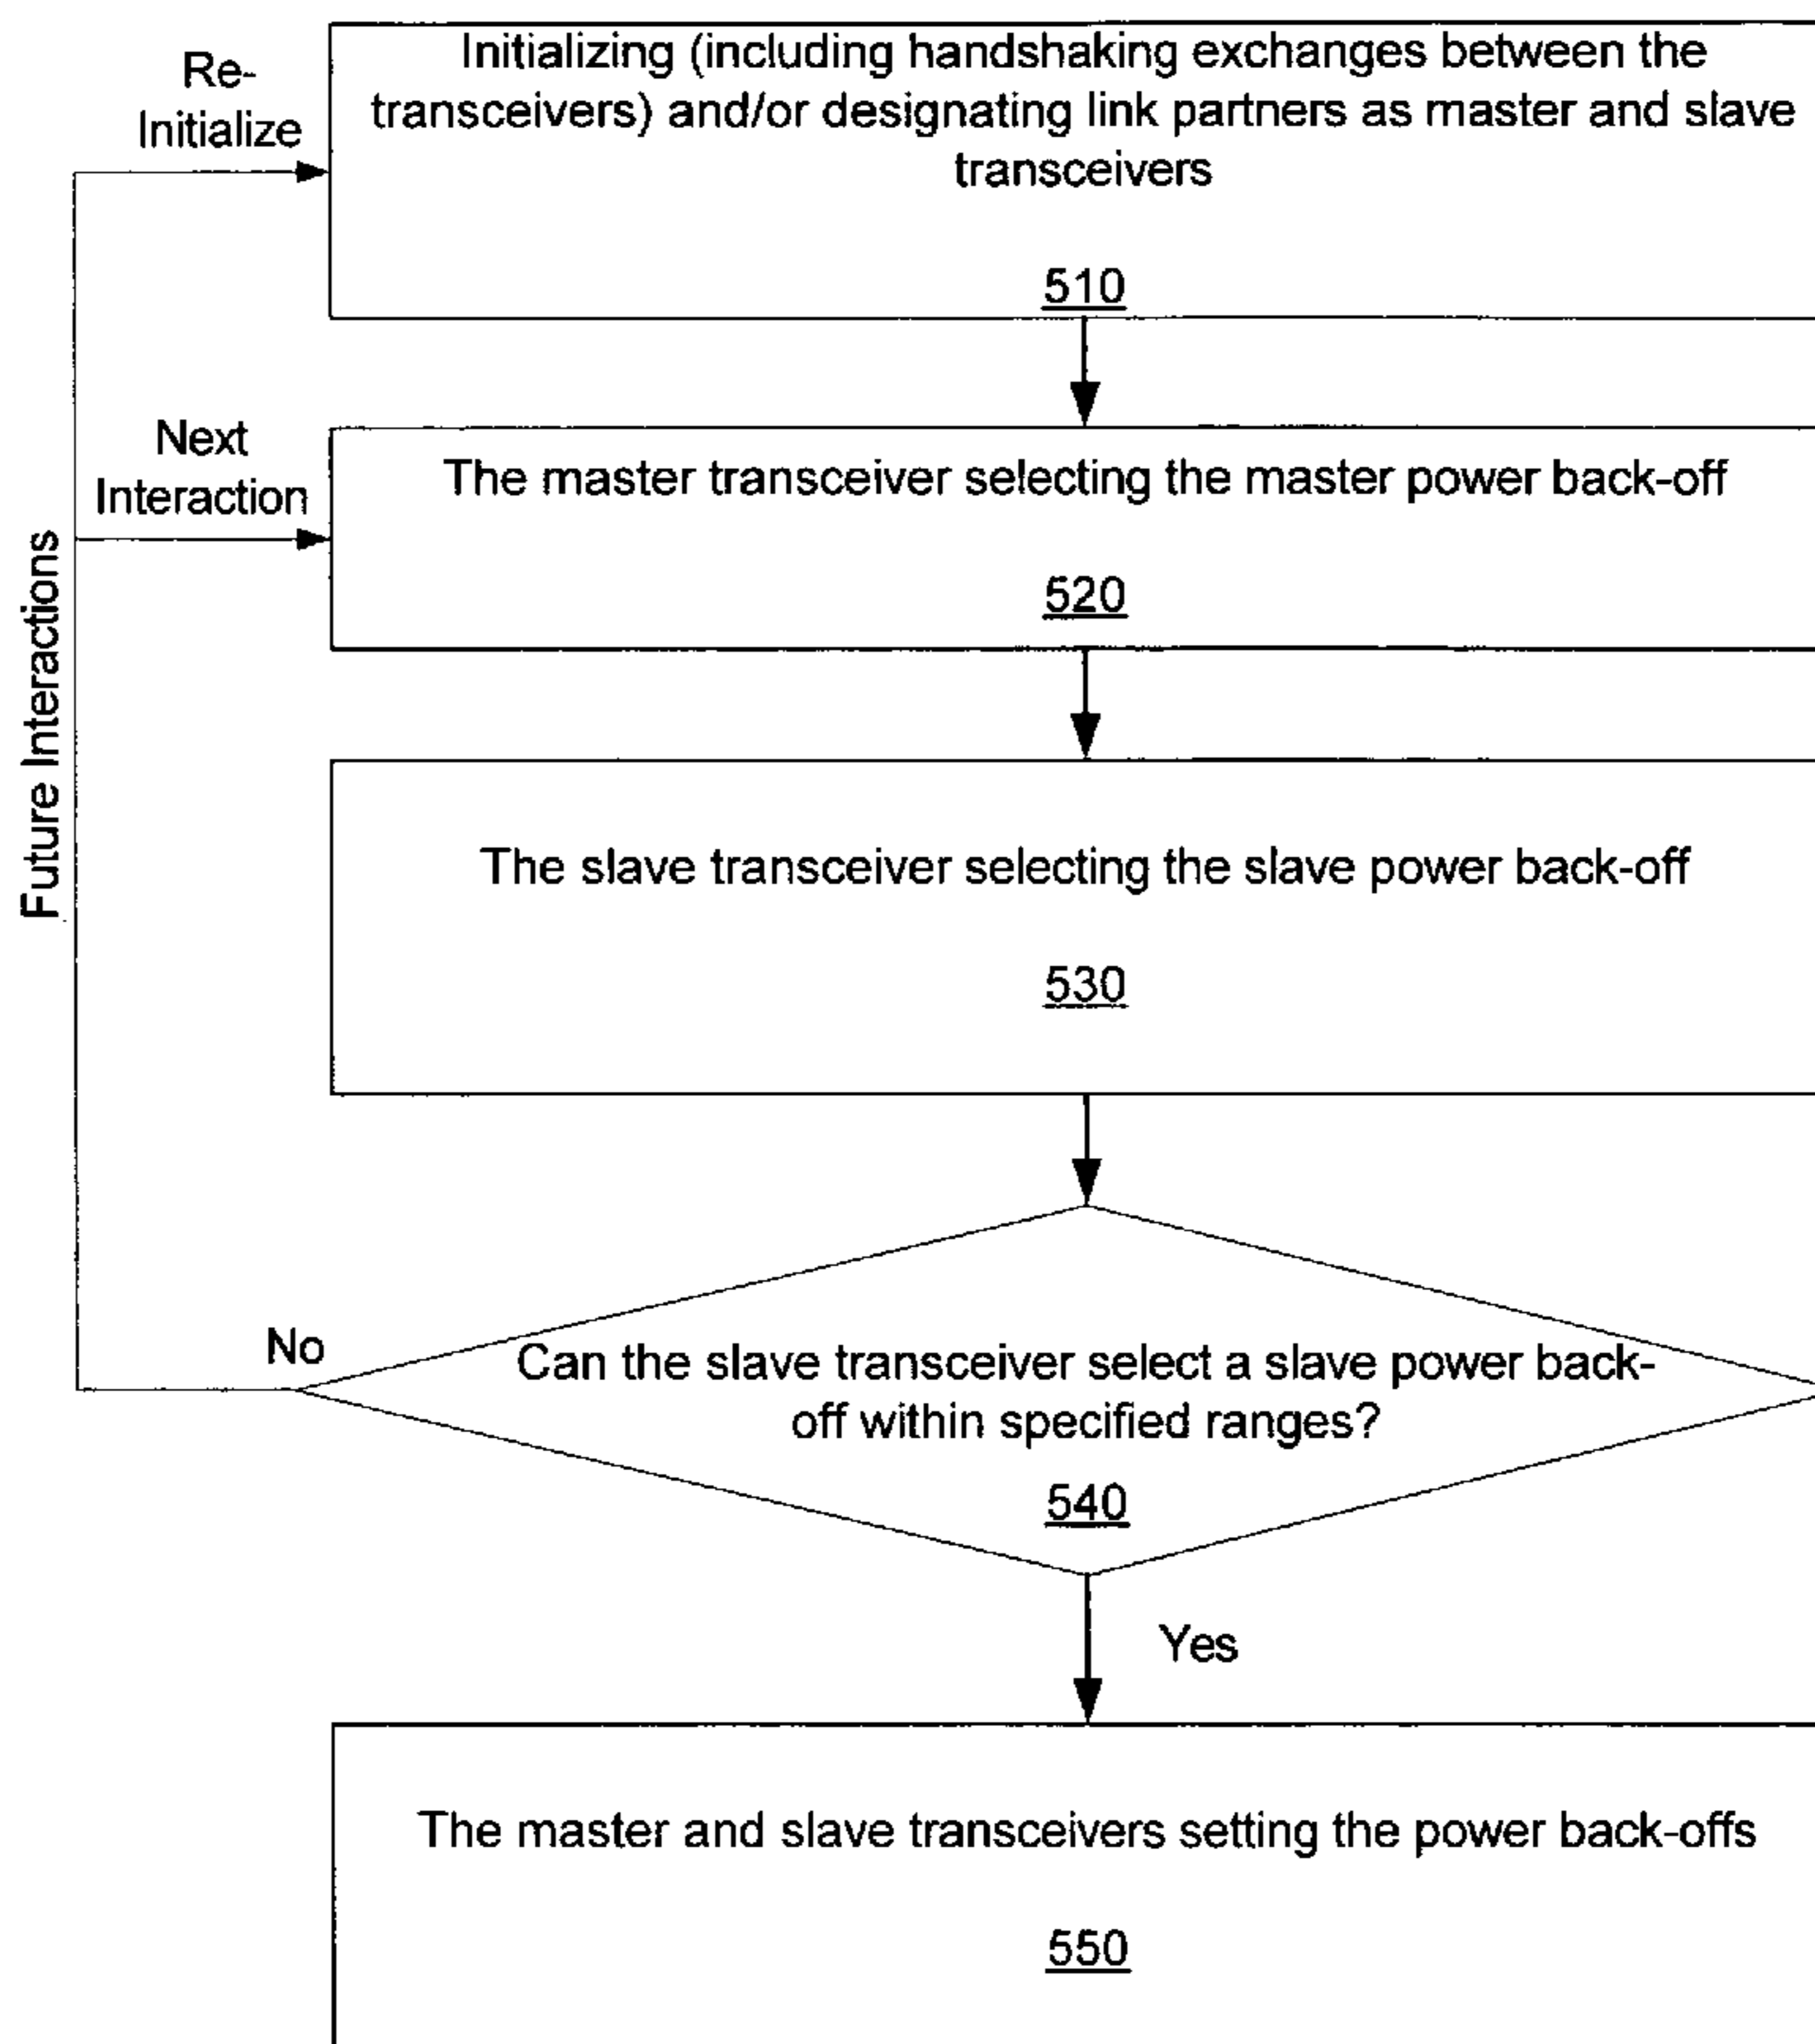 Re-
Initialize
Initializing (including handshaking exchanges between the
transceivers) and/or designating link partners as master and slave
transceivers
510
Next
Interaction
The master transceiver selecting the master power back-off
520
Future Interactions
The slave transceiver selecting the slave power back-off
530
No
Can the slave transceiver select a slave power back-
off within specified ranges?
540
Yes
The master and slave transceivers setting the power back-offs
550